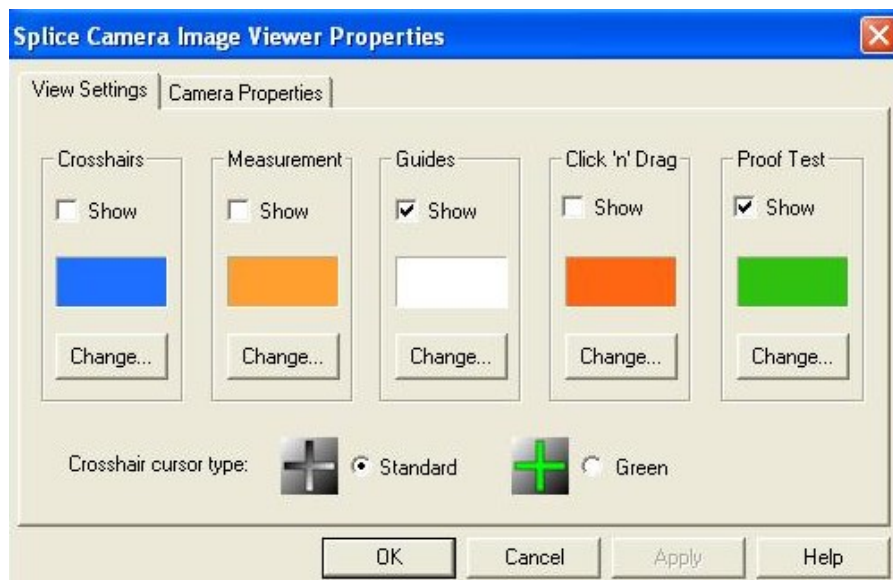 Splice Camera Image Viewer Properties
View Settings Camera Properties
Crosshairs Measurement Guides Click 'n' Drag Proof Test
Show Show Show Show Show
Change... Change... Change... Change... Change...
Crosshair cursor type: Standard Green
OK Cancel Apply Help